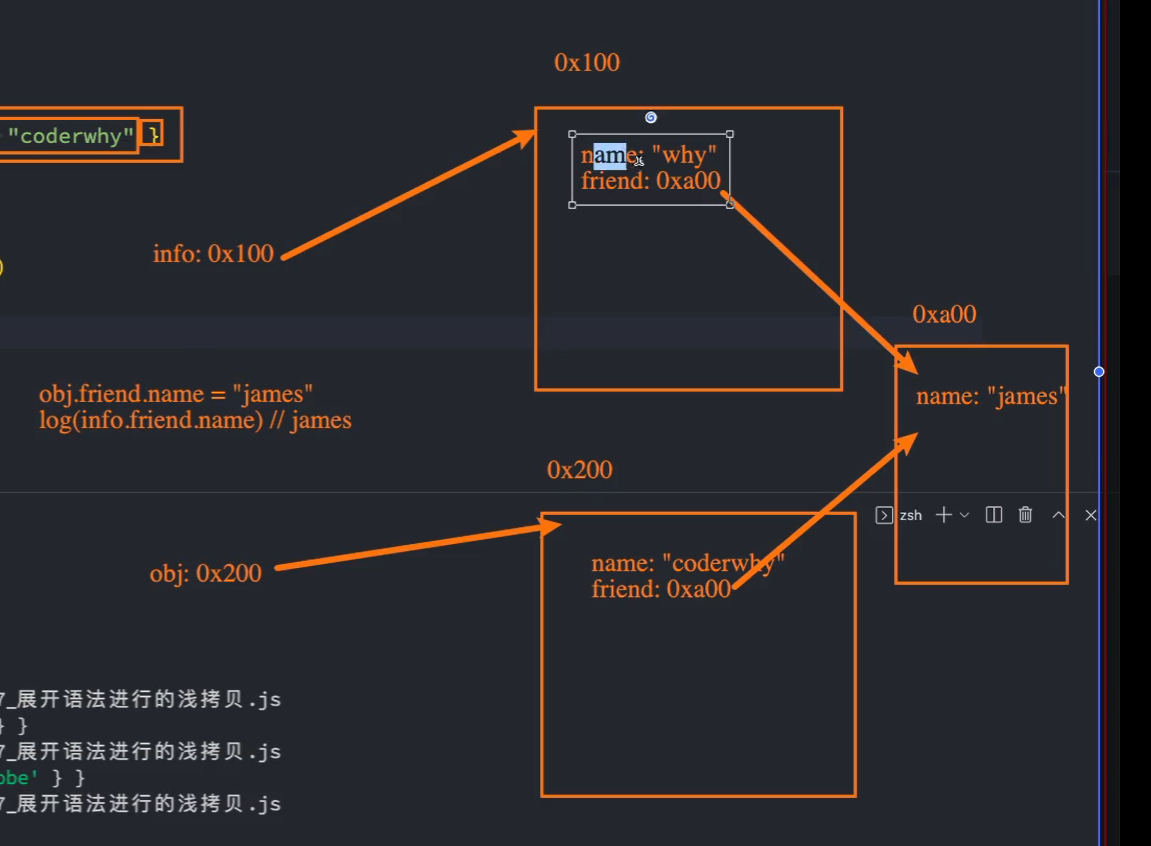 0x100
"coderwhy" }
name: "why"
friend: 0xa00
info: 0x100
)
0xa00
obj.friend.name = "james"
log(info.friend.name) // james
name: "james"
0x200
zsh
name: "coderwhy"
friend: 0xa00
obj: 0x200
7_展开语法进行的浅拷贝.js
} }
7_展开语法进行的浅拷贝.js
obe' } }
7_展开语法进行的浅拷贝.js